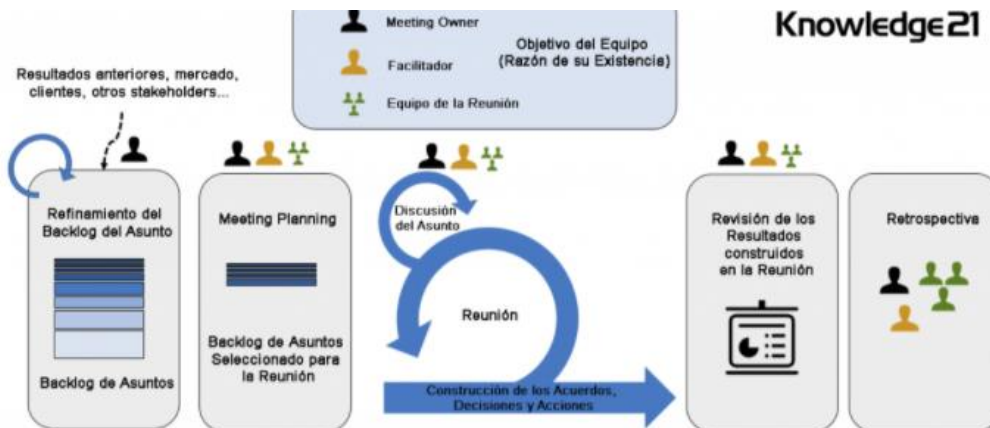 Meeting Owner
Facilitador
Equipo de la Reunión
Objetivo del Equipo
(Razón de su Existencia)
Knowledge21
Resultados anteriores, mercado,
clientes, otros stakeholders...
Refinamiento del
Backlog del Asunto
Backlog de Asuntos
Meeting Planning
Backlog de Asuntos
Seleccionado para
la Reunión
Discusión
del Asunto
Reunión
Construcción de los Acuerdos,
Decisiones y Acciones
Revisión de los
Resultados
construidos
en la Reunión
Retrospectiva